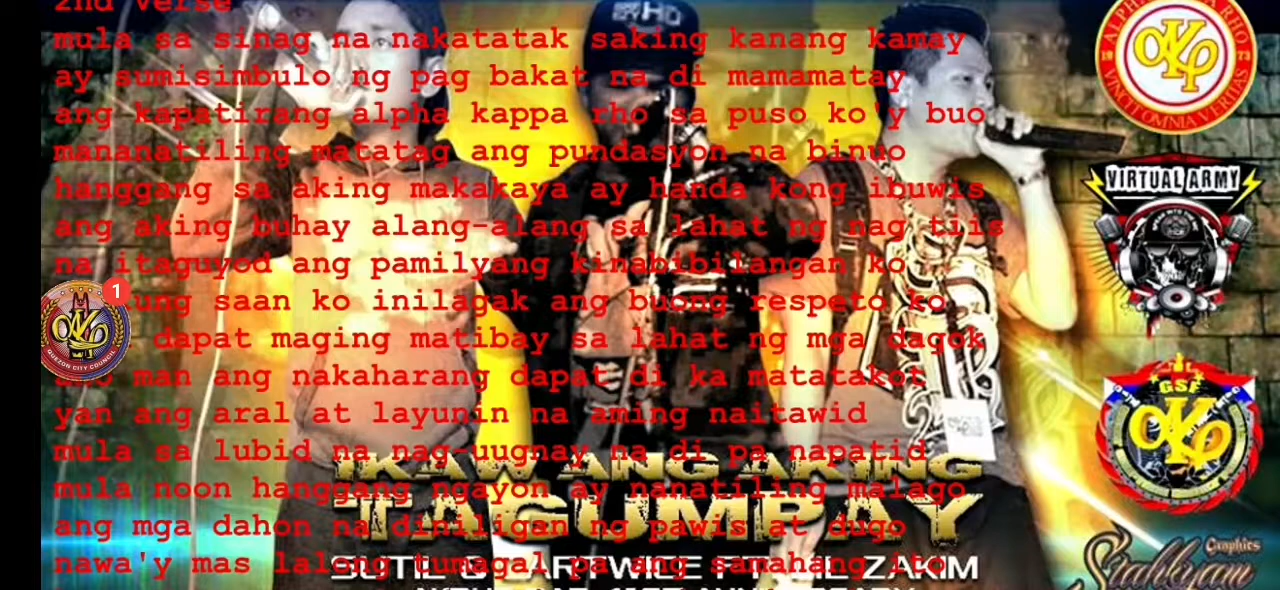 2nd verse
mula sa sinag na nakatatak saking kanang kamay
ay sumisimbulo ng pag bakat na di mamamatay
ang kapatirang alpha kappa rho sa puso ko'y buo
mananatiling matatag ang pundasyon na binuo
hanggang sa aking makakaya ay handa kong ibuwis
ang aking buhay alang-alang sa lahat ng nag tiis
na itaguyod ang pamilyang kinabibilangan ko
saan ko inilagak ang buong respeto ko
dapat maging matibay sa lahat ng mga dagok
man ang nakaharang dapat di ka matatakot
yan ang aral at layunin na aming naitawid
mula sa lubid na nag-uugnay na di pa napatid
mula noon hanggang ngayon ay nanatiling malago
ang mga dahon na diniligan ng pawis at dugo
nawa'y mas lalong tumagal pa ang samahang ito
IKAW ANG AKING
TAGUMPAY
SUTIL ZAKIM
RHO
VINCIT OMNIA VERITAS
VIRTUAL ARMY
GSF
Graphics
1
QUEZON CITY COUNCIL